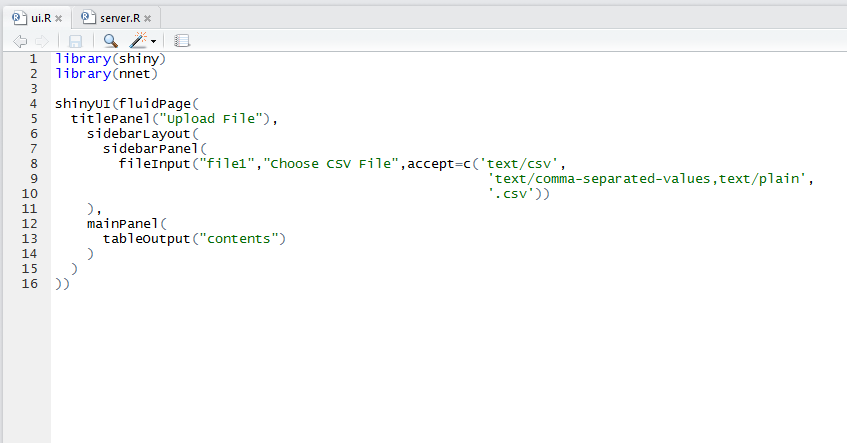 ui.R
server.R
1 library(shiny)
2 library(nnet)
3
4 shinyUI(fluidPage(
5   titlePanel("Upload File"),
6     sidebarLayout(
7       sidebarPanel(
8         fileInput("file1","Choose CSV File",accept=c('text/csv',
9                                                        'text/comma-separated-values,text/plain',
10                                                       '.csv'))
11     ),
12     mainPanel(
13       tableOutput("contents")
14     )
15   )
16 ))